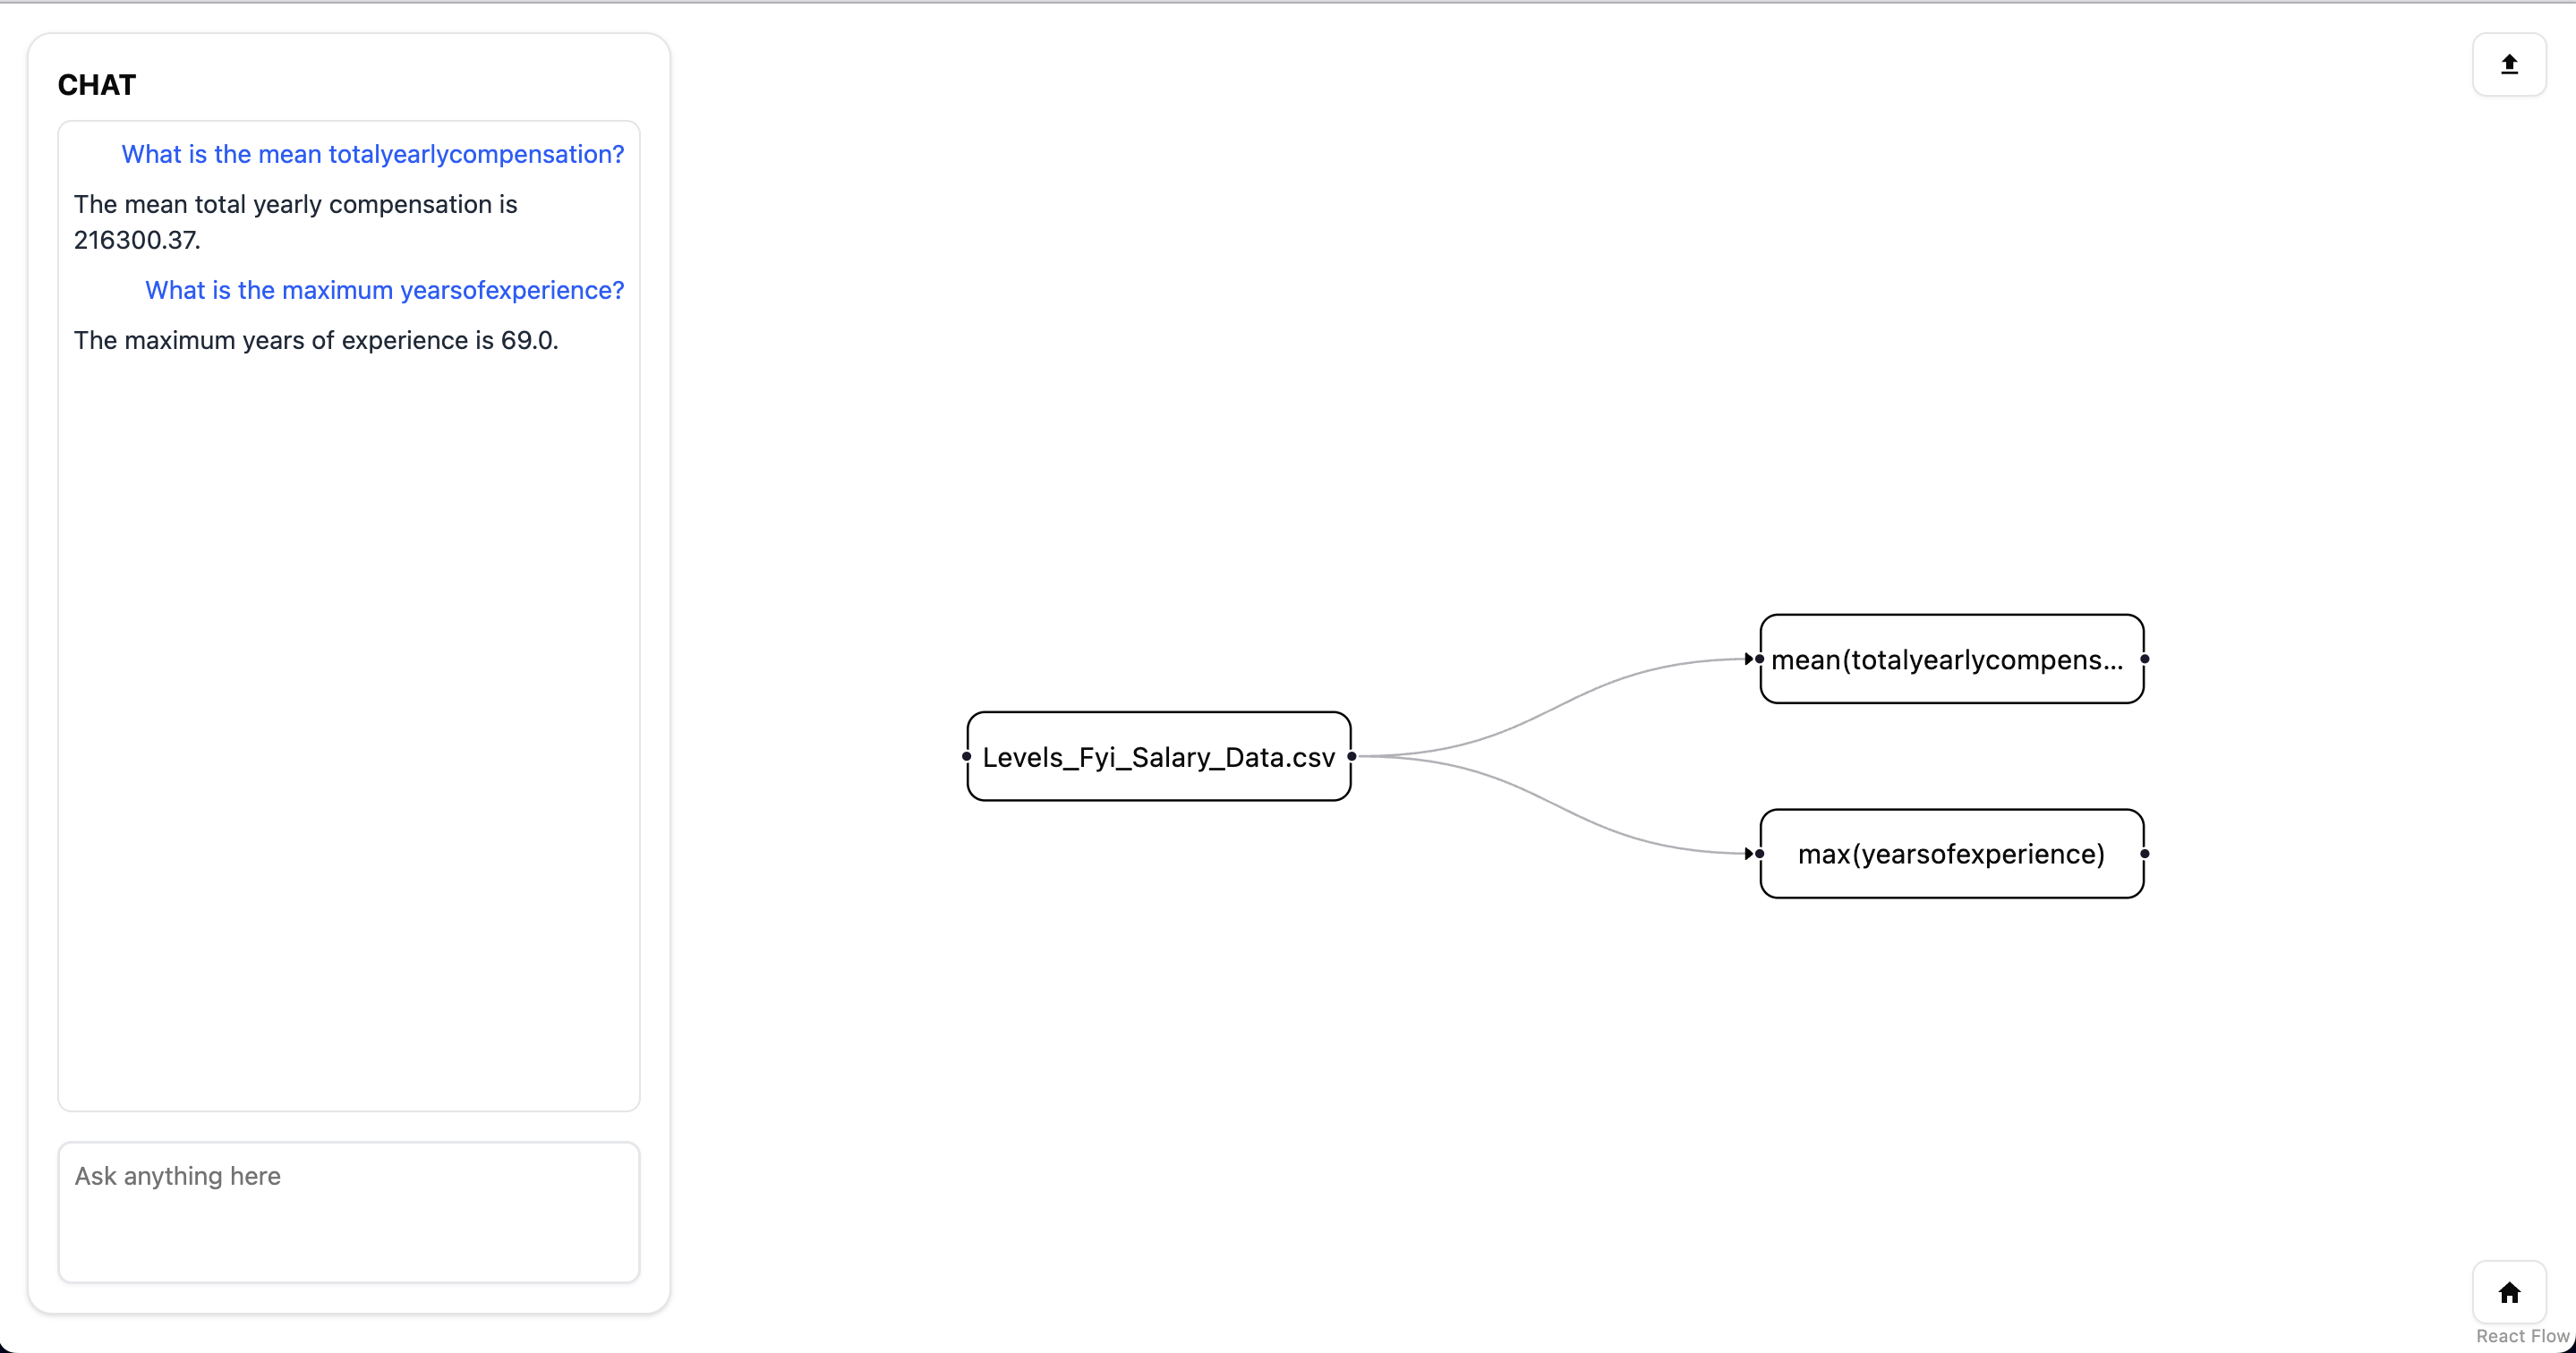 CHAT
What is the mean totalyearlycompensation?
The mean total yearly compensation is
216300.37.
What is the maximum yearsofexperience?
The maximum years of experience is 69.0.
Ask anything here
Levels_Fyi_Salary_Data.csv
mean(totalyearlycompens...
max(yearsofexperience)
React Flow